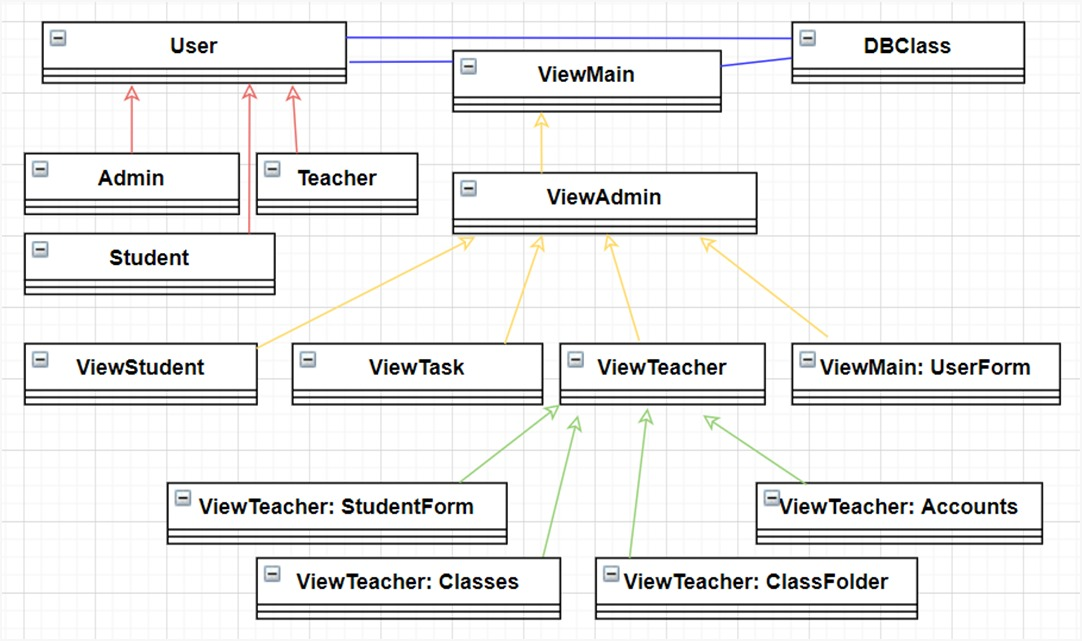 User
DBClass
ViewMain
Admin
Teacher
ViewAdmin
Student
ViewStudent
ViewTask
ViewTeacher
ViewMain: UserForm
ViewTeacher: StudentForm
ViewTeacher: Accounts
ViewTeacher: Classes
ViewTeacher: ClassFolder